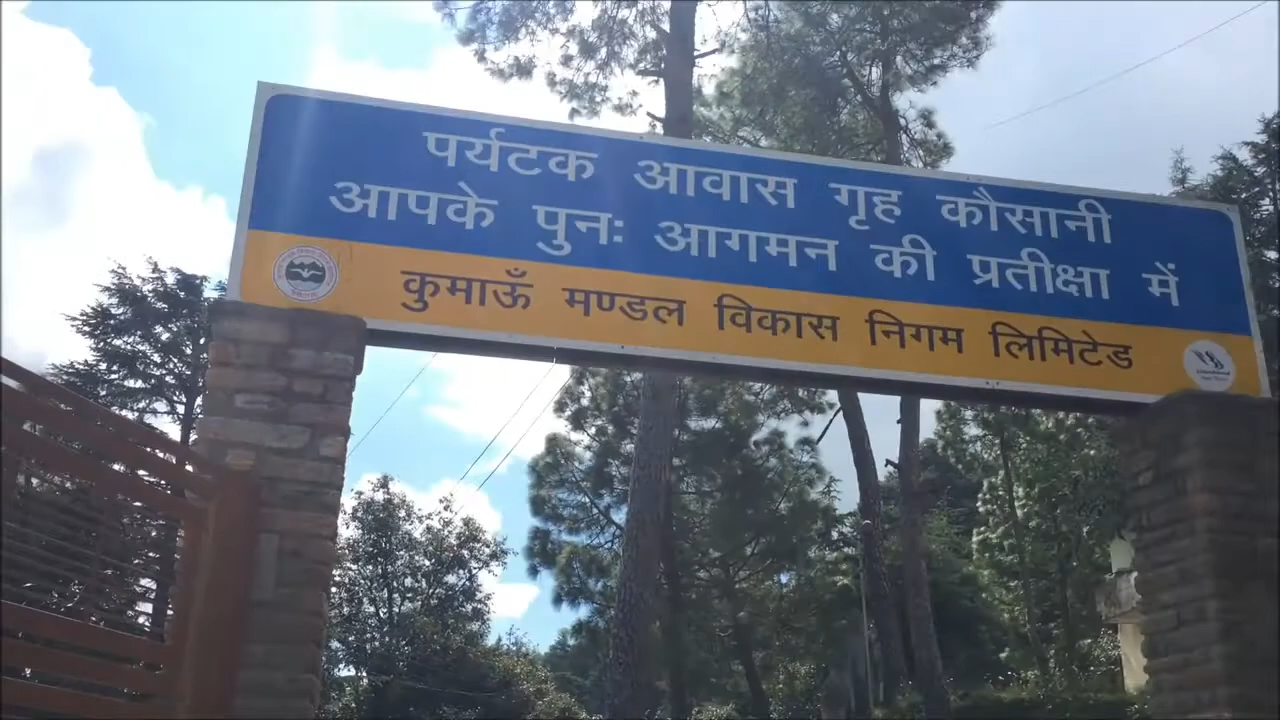 पर्यटक आवास गृह कौसानी
आपके पुनः आगमन की प्रतीक्षा में
कुमाऊँ मण्डल विकास निगम लिमिटेड